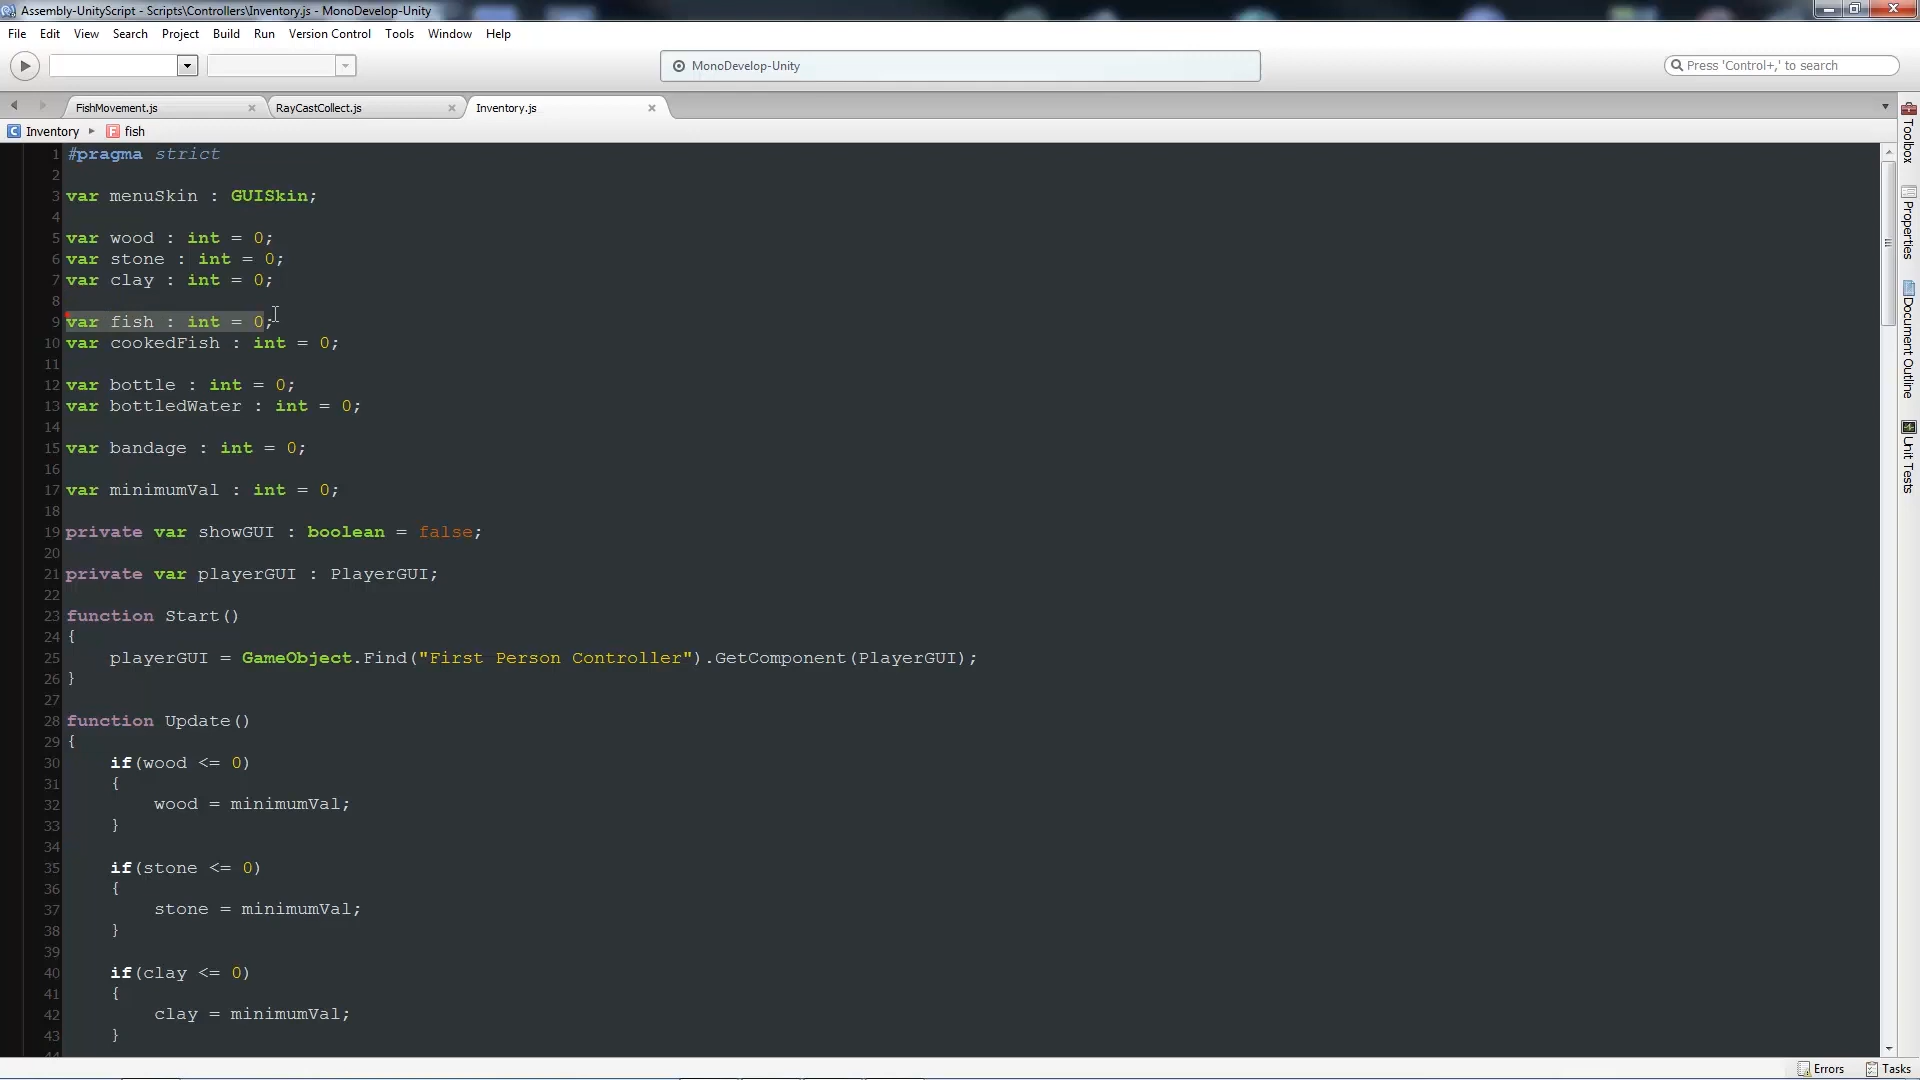 Assembly-UnityScript - Scripts\Controllers\Inventory.js - MonoDevelop-Unity
File Edit View Search Project Build Run Version Control Tools Window Help
MonoDevelop-Unity
Press 'Control+,' to search
FishMovement.js RayCastCollect.js Inventory.js
Inventory fish
1 #pragma strict
2
3 var menuSkin : GUISkin;
4
5 var wood : int = 0;
6 var stone : int = 0;
7 var clay : int = 0;
8
9 var fish : int = 0;
10 var cookedFish : int = 0;
11
12 var bottle : int = 0;
13 var bottledWater : int = 0;
14
15 var bandage : int = 0;
16
17 var minimumVal : int = 0;
18
19 private var showGUI : boolean = false;
20
21 private var playerGUI : PlayerGUI;
22
23 function Start()
24 {
25 playerGUI = GameObject.Find("First Person Controller").GetComponent(PlayerGUI);
26 }
27
28 function Update()
29 {
30 if(wood <= 0)
31 {
32 wood = minimumVal;
33 }
34
35 if(stone <= 0)
36 {
37 stone = minimumVal;
38 }
39
40 if(clay <= 0)
41 {
42 clay = minimumVal;
43 }
44
Toolbox
Properties
Document Outline
Unit Tests
Errors Tasks